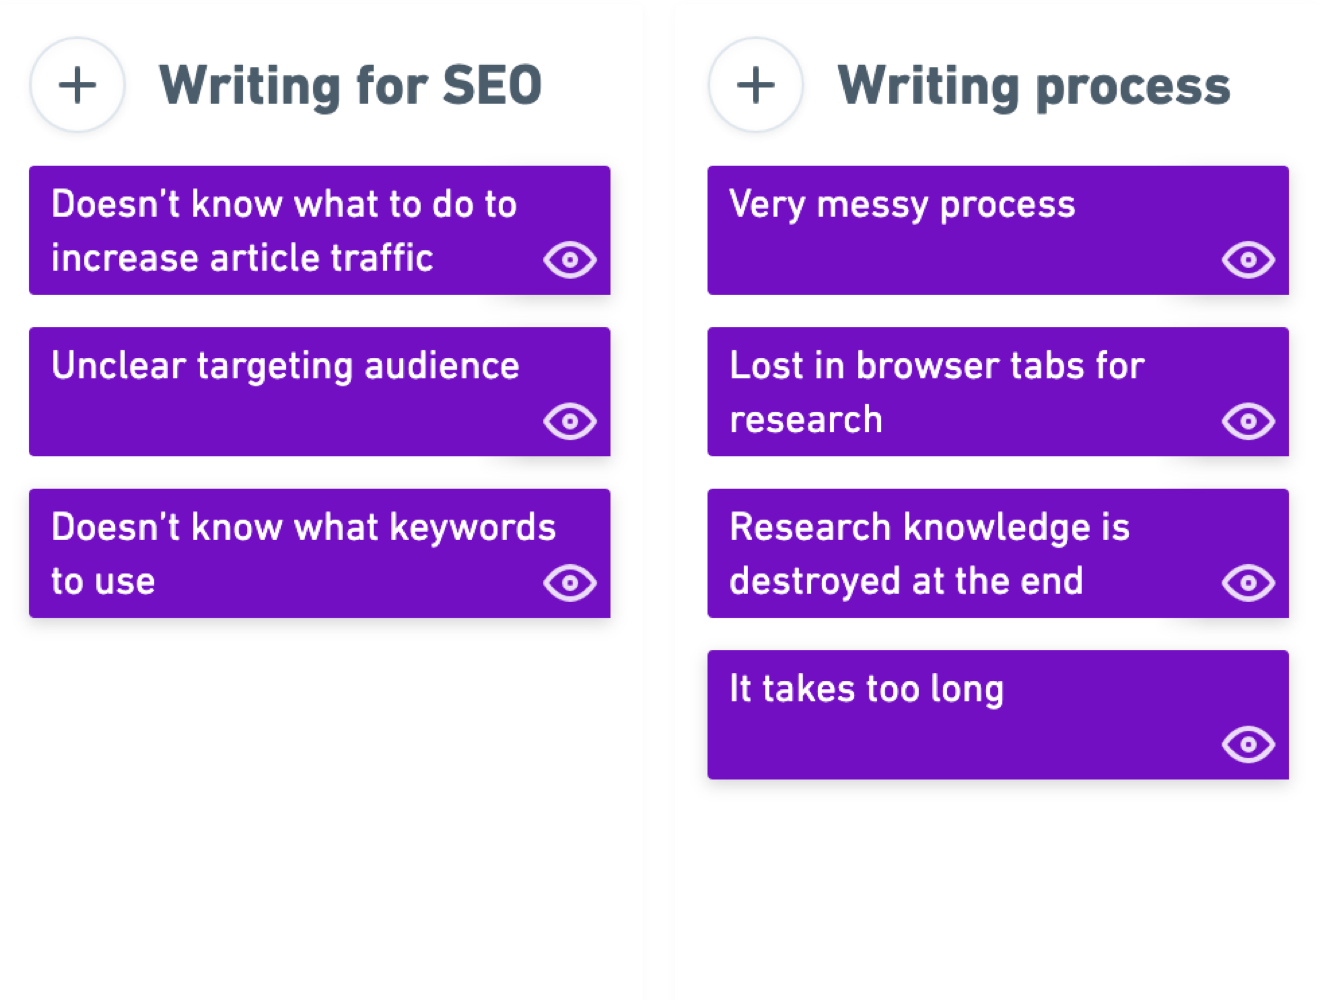 Writing for SEO
Doesn't know what to do to
increase article traffic
Unclear targeting audience
Doesn't know what keywords
to use
Writing process
Very messy process
Lost in browser tabs for
research
Research knowledge is
destroyed at the end
It takes too long